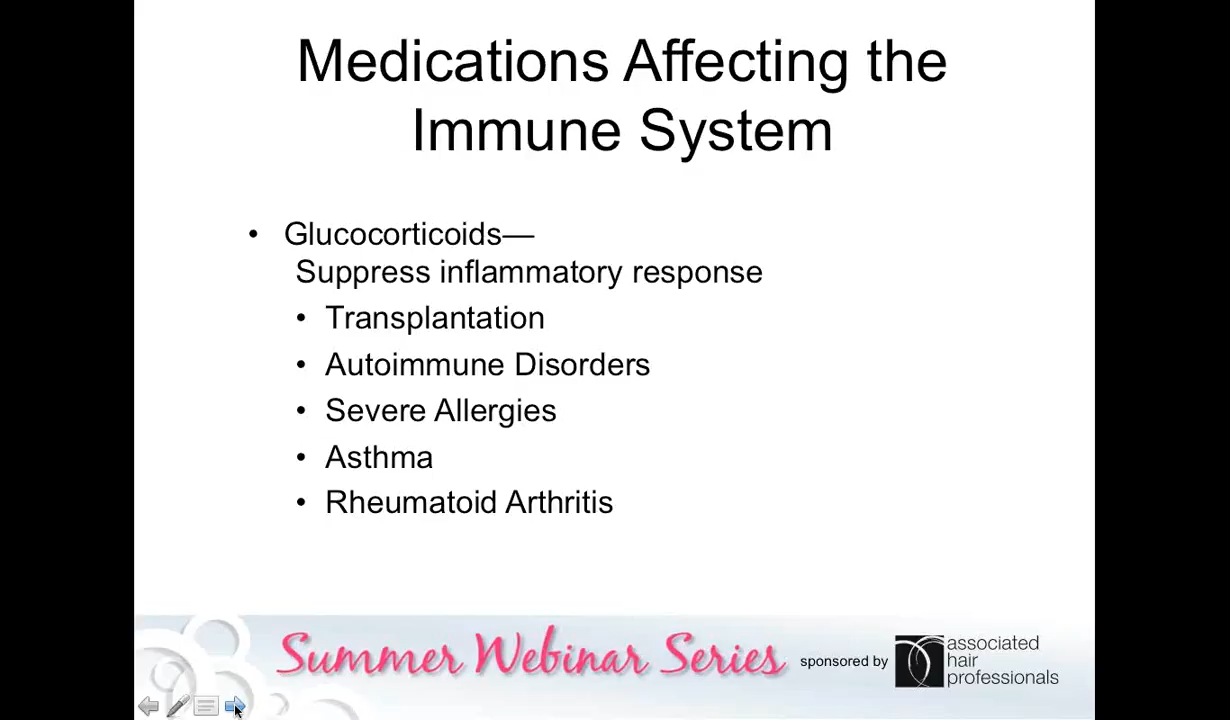 Medications Affecting the
Immune System
• Glucocorticoids—
Suppress inflammatory response
• Transplantation
• Autoimmune Disorders
• Severe Allergies
• Asthma
• Rheumatoid Arthritis
Summer Webinar Series
sponsored by
associated
hair
professionals